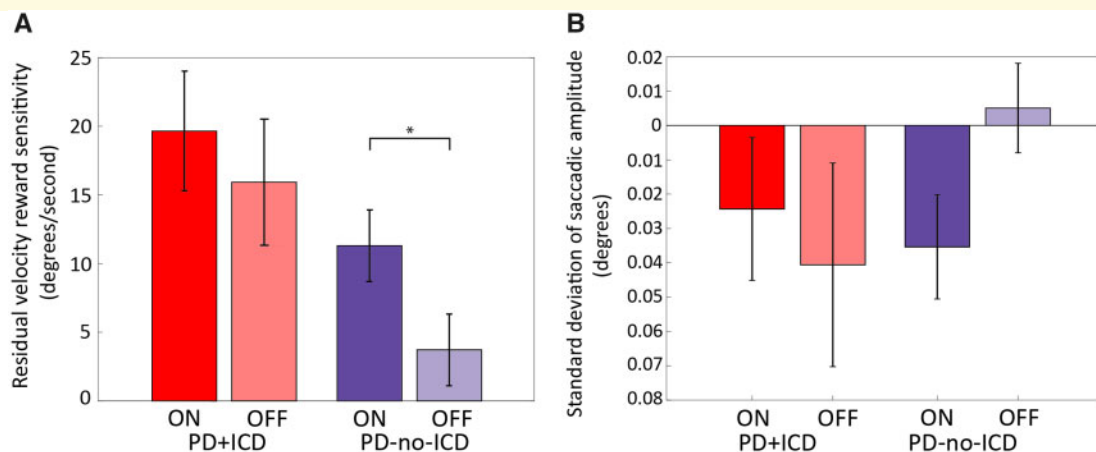 A
Residual velocity reward sensitivity
(degrees/second)
25
20
15
10
5
0
*
ON OFF ON OFF
PD+ICD PD-no-ICD
B
Standard deviation of saccadic amplitude
(degrees)
0.02
0.01
0
0.01
0.02
0.03
0.04
0.05
0.06
0.07
0.08
ON OFF ON OFF
PD+ICD PD-no-ICD